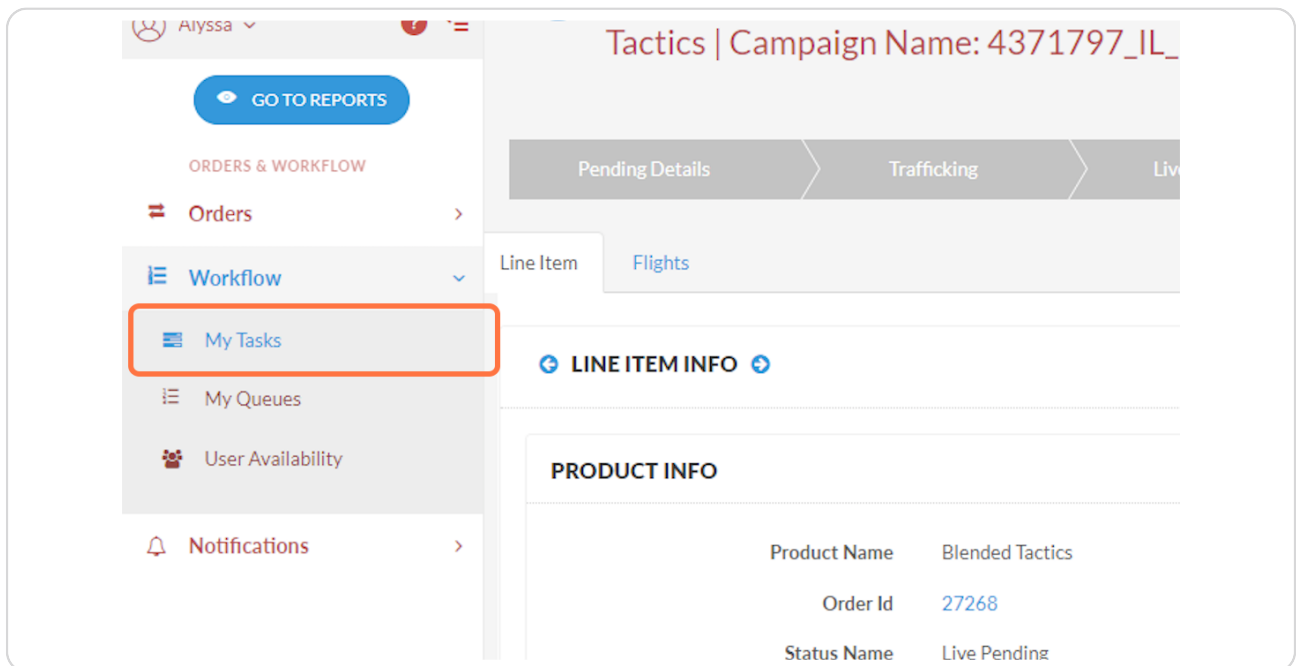 Alyssa
GO TO REPORTS
ORDERS & WORKFLOW
Orders
Workflow
My Tasks
My Queues
User Availability
Notifications
Tactics | Campaign Name: 4371797_IL_
Pending Details
Trafficking
Liv
Line Item
Flights
LINE ITEM INFO
PRODUCT INFO
Product Name Blended Tactics
Order Id 27268
Status Name Live Pending